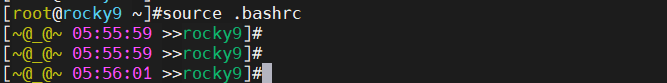 [root@rocky9 ~]#source .bashrc
[~@_@~ 05:55:59 >>rocky9]#
[~@_@~ 05:55:59 >>rocky9]#
[~@_@~ 05:56:01 >>rocky9]#